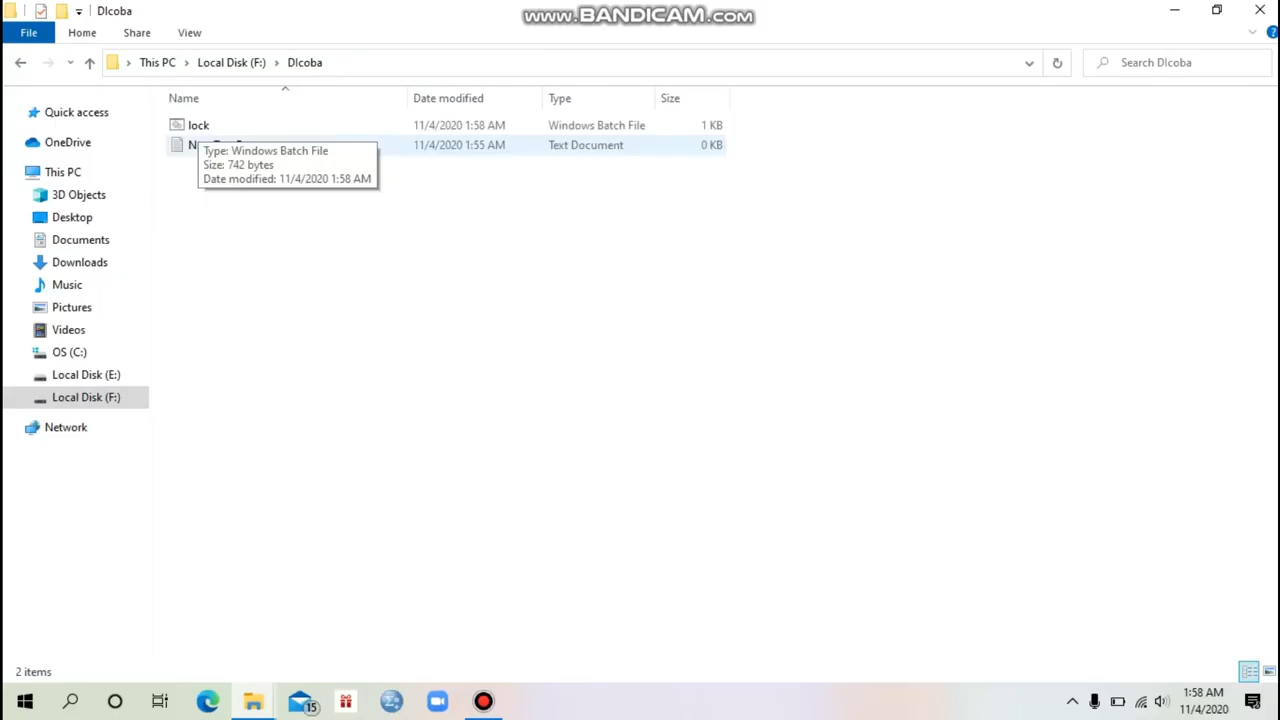 DIcoba
www.BANDICAM.com
File Home Share View
This PC Local Disk (F:) DIcoba Search DIcoba
Name Date modified Type Size
lock 11/4/2020 1:58 AM Windows Batch File 1 KB
11/4/2020 1:55 AM Text Document 0 KB
Type: Windows Batch File
Size: 742 bytes
Date modified: 11/4/2020 1:58 AM
Quick access
OneDrive
This PC
3D Objects
Desktop
Documents
Downloads
Music
Pictures
Videos
OS (C:)
Local Disk (E:)
Local Disk (F:)
Network
2 items
15
1:58 AM
11/4/2020